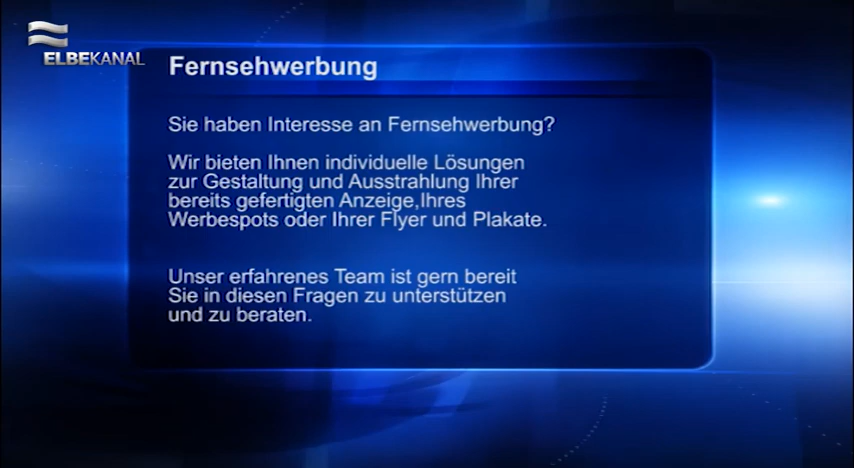 ELBEKANAL
Fernsehwerbung
Sie haben Interesse an Fernsehwerbung?
Wir bieten Ihnen individuelle Lösungen
zur Gestaltung und Ausstrahlung Ihrer
bereits gefertigten Anzeige,Ihres
Werbespots oder Ihrer Flyer und Plakate.
Unser erfahrenes Team ist gern bereit
Sie in diesen Fragen zu unterstützen
und zu beraten.